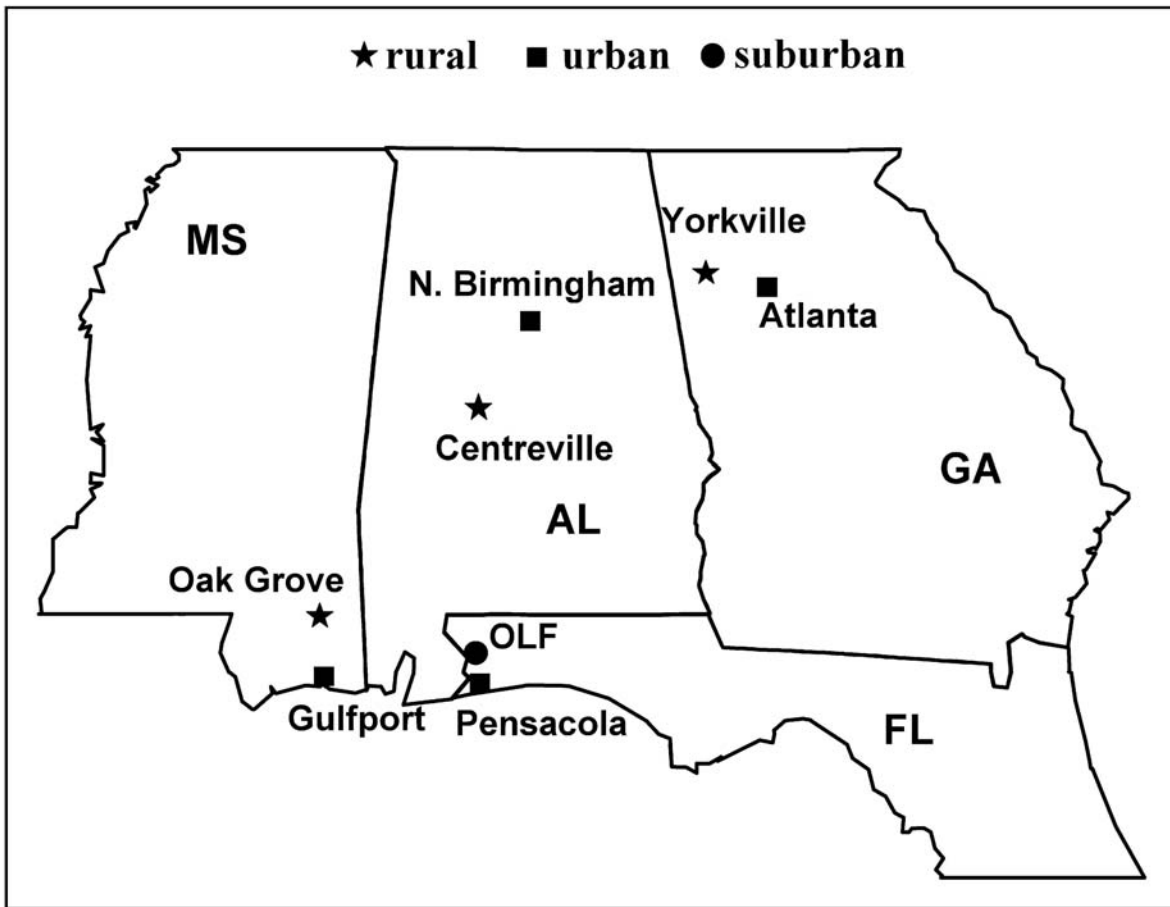 rural urban suburban
Yorkville
MS
N. Birmingham
Atlanta
Centreville
GA
AL
Oak Grove
OLF
Gulfport
Pensacola
FL